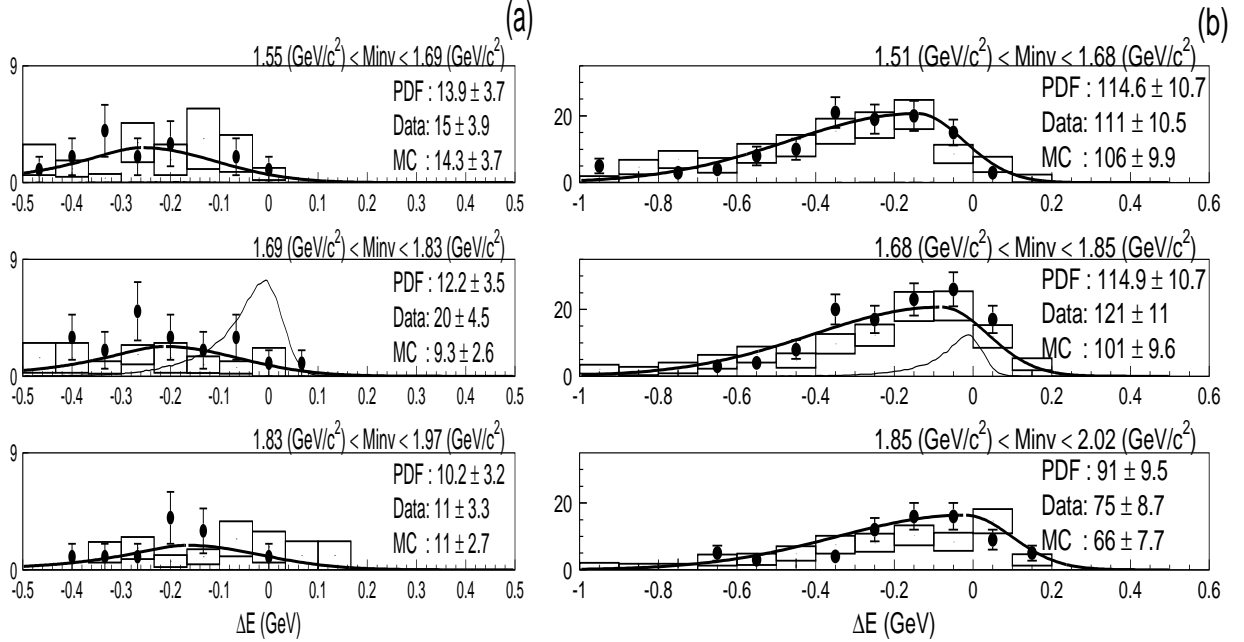 (a)
1.55 (GeV/c²) < Minv < 1.69 (GeV/c²)
9
PDF : 13.9 ± 3.7
Data: 15 ± 3.9
MC : 14.3 ± 3.7
0
-0.5 -0.4 -0.3 -0.2 -0.1 0 0.1 0.2 0.3 0.4 0.5
1.69 (GeV/c²) < Minv < 1.83 (GeV/c²)
9
PDF : 12.2 ± 3.5
Data: 20 ± 4.5
MC : 9.3 ± 2.6
0
-0.5 -0.4 -0.3 -0.2 -0.1 0 0.1 0.2 0.3 0.4 0.5
1.83 (GeV/c²) < Minv < 1.97 (GeV/c²)
9
PDF : 10.2 ± 3.2
Data: 11 ± 3.3
MC : 11 ± 2.7
0
-0.5 -0.4 -0.3 -0.2 -0.1 0 0.1 0.2 0.3 0.4 0.5
ΔE (GeV)
(b)
1.51 (GeV/c²) < Minv < 1.68 (GeV/c²)
PDF : 114.6 ± 10.7
20
Data: 111 ± 10.5
MC : 106 ± 9.9
0
-1 -0.8 -0.6 -0.4 -0.2 0 0.2 0.4 0.6
1.68 (GeV/c²) < Minv < 1.85 (GeV/c²)
PDF : 114.9 ± 10.7
20
Data: 121 ± 11
MC : 101 ± 9.6
0
-1 -0.8 -0.6 -0.4 -0.2 0 0.2 0.4 0.6
1.85 (GeV/c²) < Minv < 2.02 (GeV/c²)
PDF : 91 ± 9.5
20
Data: 75 ± 8.7
MC : 66 ± 7.7
0
-1 -0.8 -0.6 -0.4 -0.2 0 0.2 0.4 0.6
ΔE (GeV)